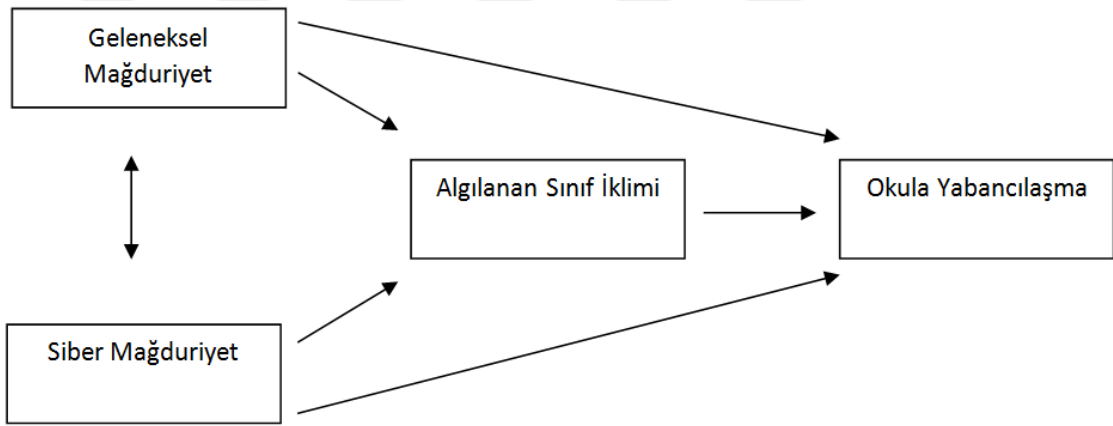 Geleneksel
Mağduriyet
Algılanan Sınıf İklimi
Okula Yabancılaşma
Siber Mağduriyet